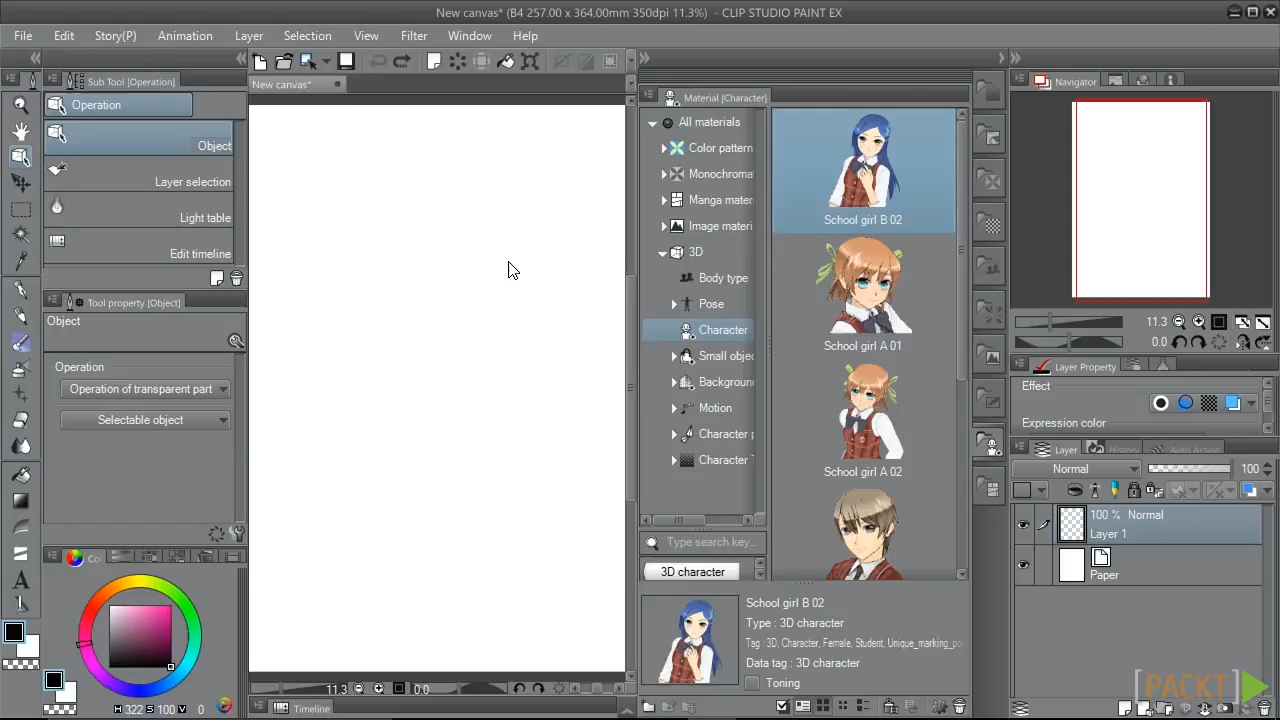 New canvas* (B4 257.00 x 364.00mm 350dpi 11.3%) - CLIP STUDIO PAINT EX
File Edit Story(P) Animation Layer Selection View Filter Window Help
Sub Tool [Operation]
Operation
Object
Layer selection
Light table
Edit timeline
Tool property [Object]
Object
Operation
Operation of transparent part
Selectable object
Co
H 322 S 100 V 0
New canvas*
11.3 0.0
Timeline
Material [Character]
All materials
Color pattern
Monochromat
Manga mater
Image materi
3D
Body type
Pose
Character
Small objec
Background
Motion
Character p
Character
Type search key...
3D character
School girl B 02
School girl A 01
School girl A 02
School girl B 02
Type : 3D character
Tag : 3D, Character, Female, Student, Unique_marking_po
Data tag : 3D character
Toning
Navigator
11.3
0.0
Layer Property
Effect
Expression color
Layer History Auto Action
Normal 100
100 % Normal
Layer 1
Paper
PACKT